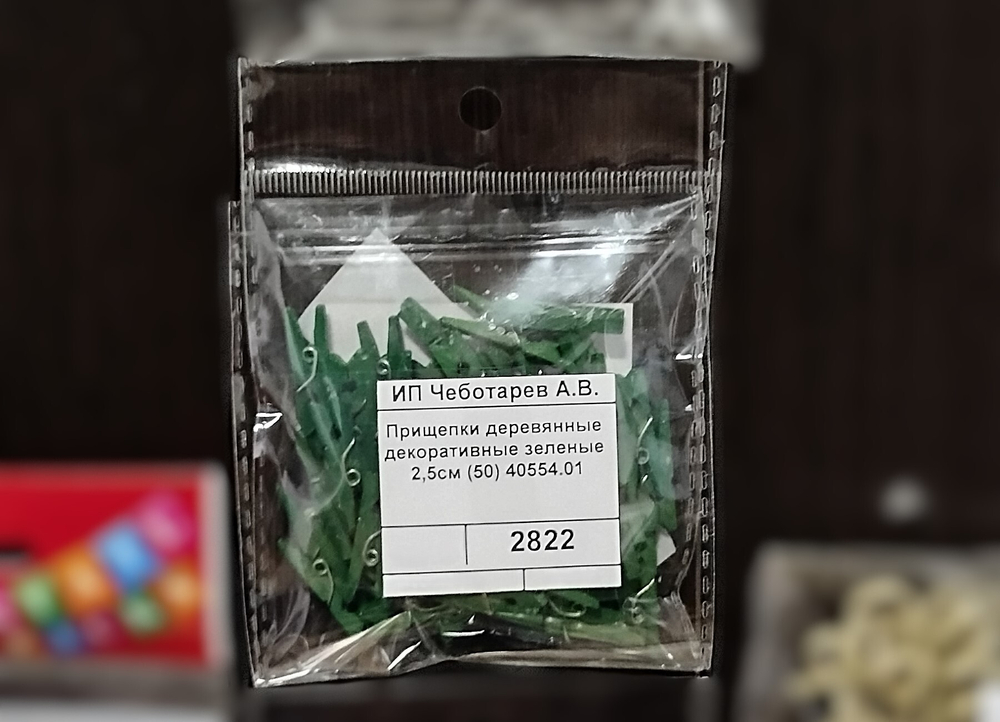 ИП Чеботарев А.В.
Прищепки деревянные
декоративные зеленые
2,5см (50) 40554.01
2822